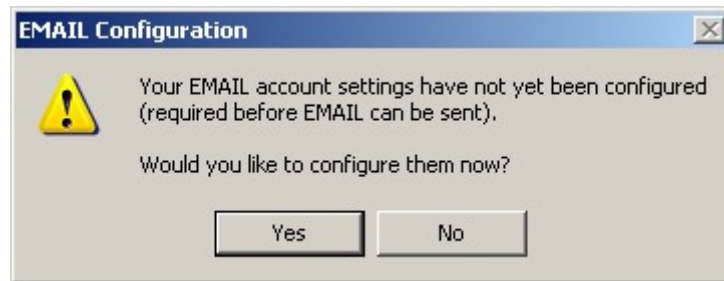 EMAIL Configuration
Your EMAIL account settings have not yet been configured
(required before EMAIL can be sent).
Would you like to configure them now?
Yes No